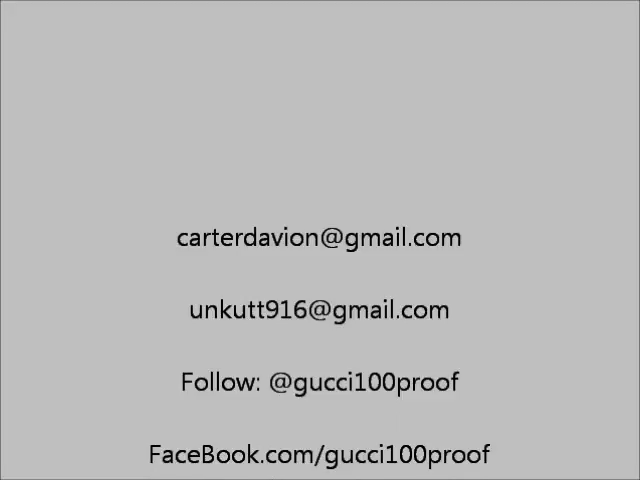 carterdavion@gmail.com
unkutt916@gmail.com
Follow: @gucci100proof
FaceBook.com/gucci100proof